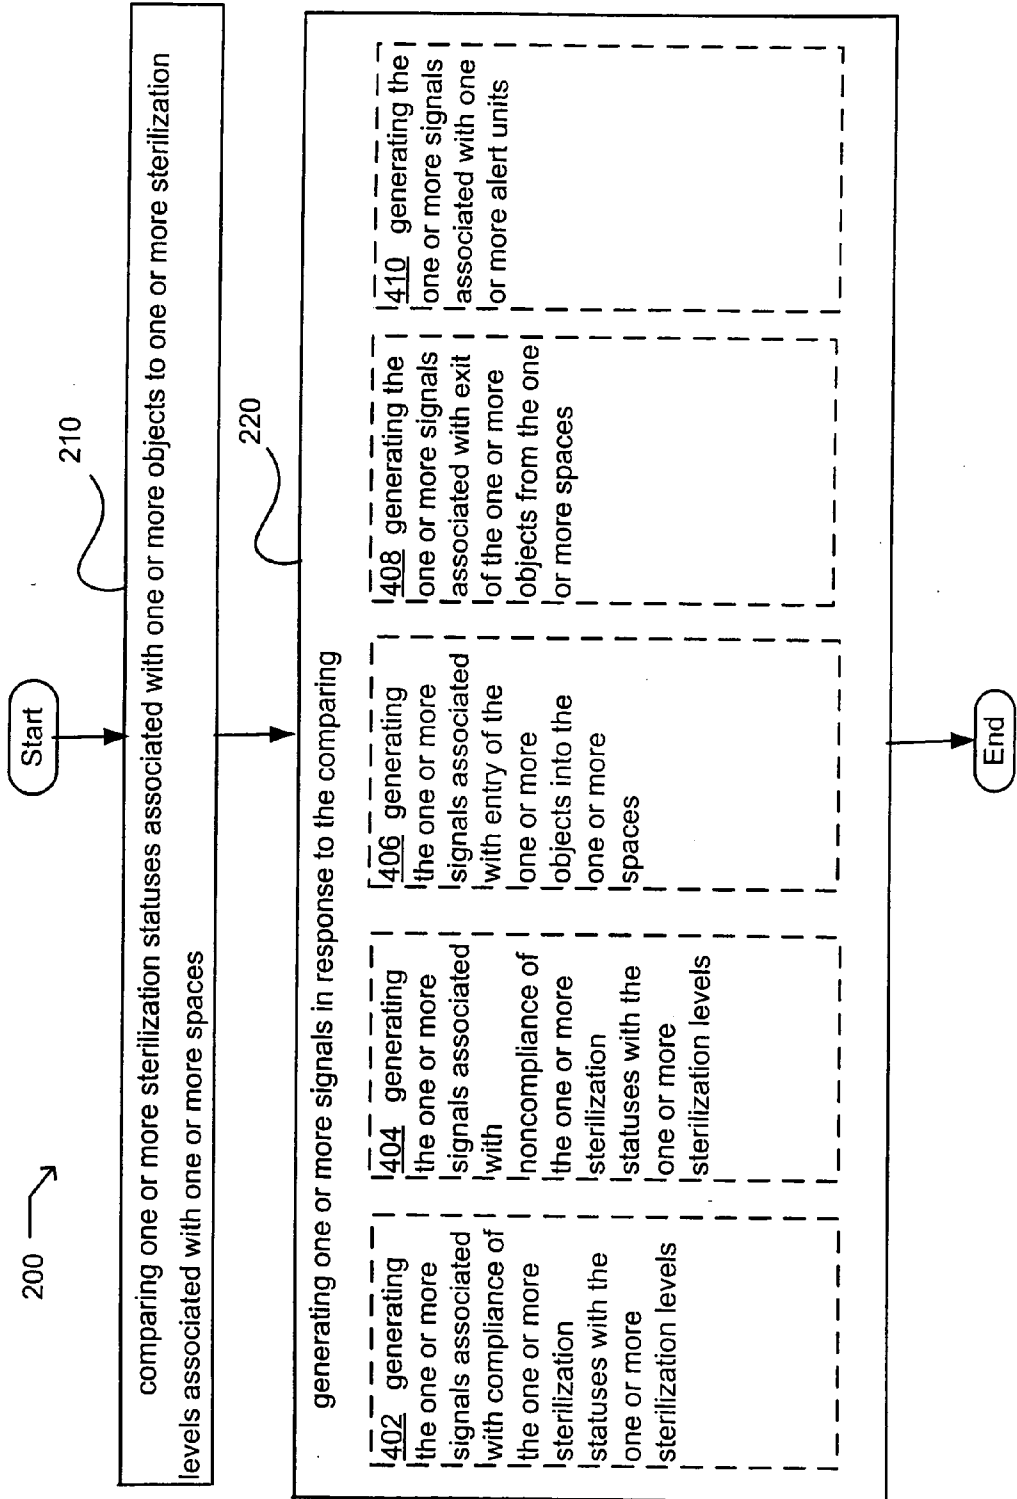 200
Start
210
comparing one or more sterilization statuses associated with one or more objects to one or more sterilization
levels associated with one or more spaces
220
generating one or more signals in response to the comparing
402 generating
the one or more
signals associated
with compliance of
the one or more
sterilization
statuses with the
one or more
sterilization levels
404 generating
the one or more
signals associated
with
noncompliance of
the one or more
sterilization
statuses with the
one or more
sterilization levels
406 generating
the one or more
signals associated
with entry of the
one or more
objects into the
one or more
spaces
408 generating the
one or more signals
associated with exit
of the one or more
objects from the one
or more spaces
410 generating the
one or more signals
associated with one
or more alert units
End